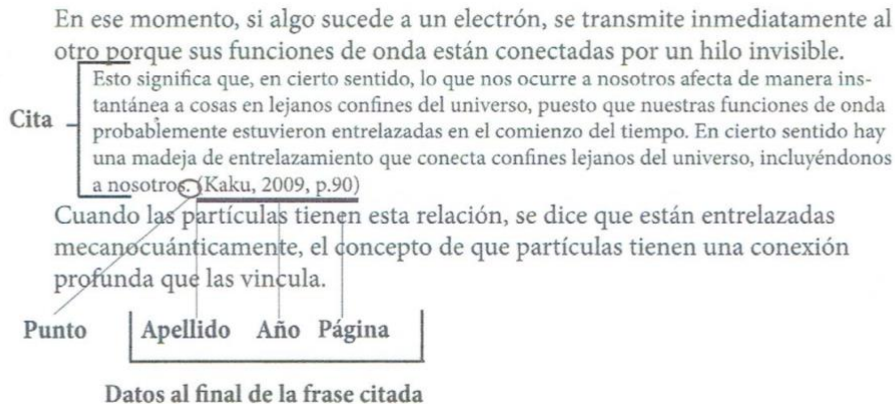 En ese momento, si algo sucede a un electrón, se transmite inmediatamente al
otro porque sus funciones de onda están conectadas por un hilo invisible.
Esto significa que, en cierto sentido, lo que nos ocurre a nosotros afecta de manera ins-
tantánea a cosas en lejanos confines del universo, puesto que nuestras funciones de onda
Cita
probablemente estuvieron entrelazadas en el comienzo del tiempo. En cierto sentido hay
una madeja de entrelazamiento que conecta confines lejanos del universo, incluyéndonos
a nosotros. (Kaku, 2009, p.90)
Cuando las partículas tienen esta relación, se dice que están entrelazadas
mecanocuánticamente, el concepto de que partículas tienen una conexión
profunda que las vincula.
Punto Apellido Año Página
Datos al final de la frase citada